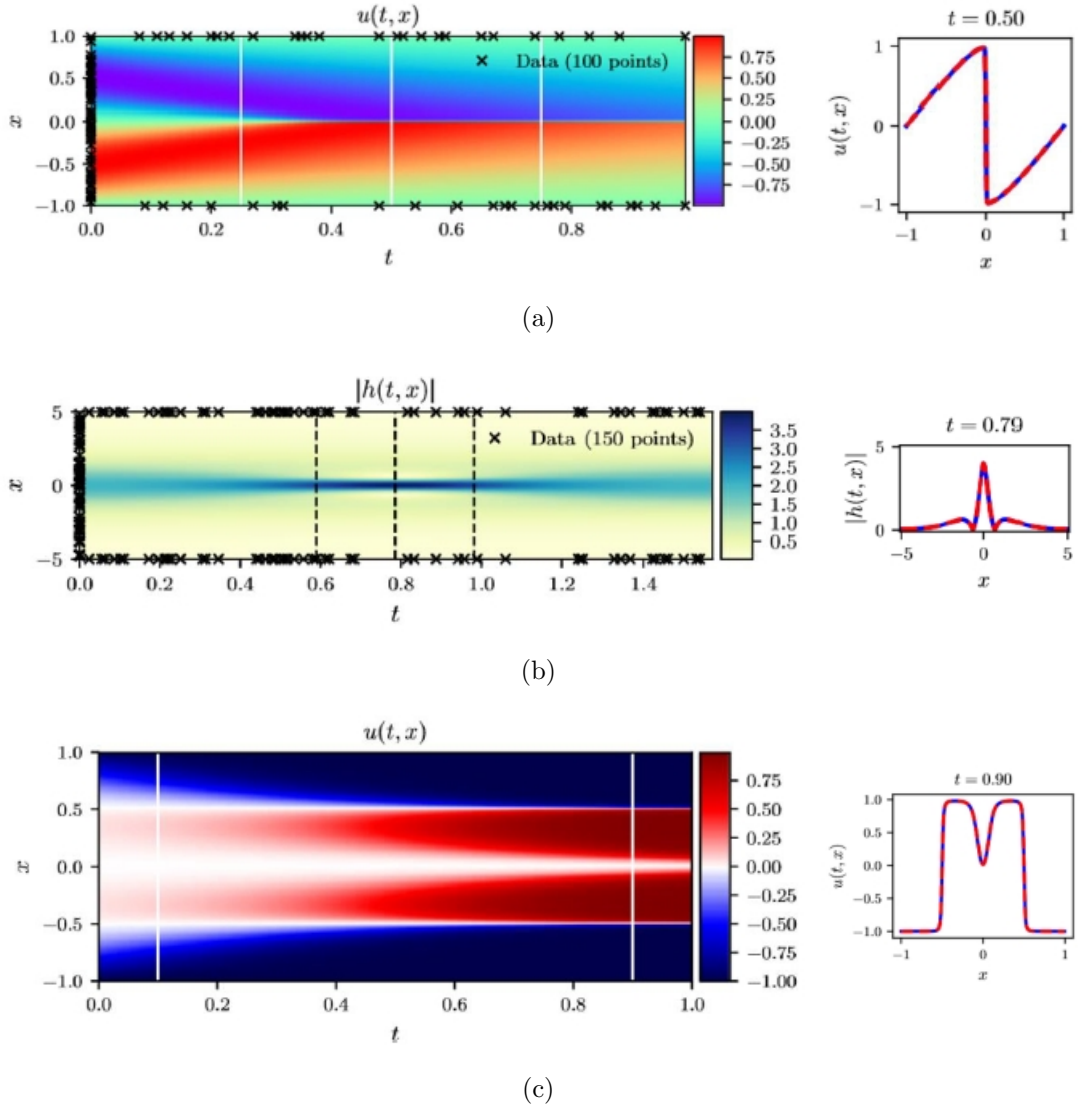 u(t, x)
t = 0.50
1.0
0.5
0.0
−0.5
−1.0
x
× Data (100 points)
0.75
0.50
0.25
0.00
−0.25
−0.50
−0.75
0.0 0.2 0.4 0.6 0.8
t
u(t, x)
1
0
−1
−1 0 1
x
(a)
|h(t, x)|
t = 0.79
5
0
−5
x
× Data (150 points)
3.5
3.0
2.5
2.0
1.5
1.0
0.5
0.0 0.2 0.4 0.6 0.8 1.0 1.2 1.4
t
|h(t, x)|
5
0
−5 0 5
x
(b)
u(t, x)
t = 0.90
1.0
0.5
0.0
−0.5
−1.0
x
0.75
0.50
0.25
0.00
−0.25
−0.50
−0.75
−1.00
0.0 0.2 0.4 0.6 0.8 1.0
t
u(t, x)
1.0
0.5
0.0
−0.5
−1.0
−1 0 1
x
(c)